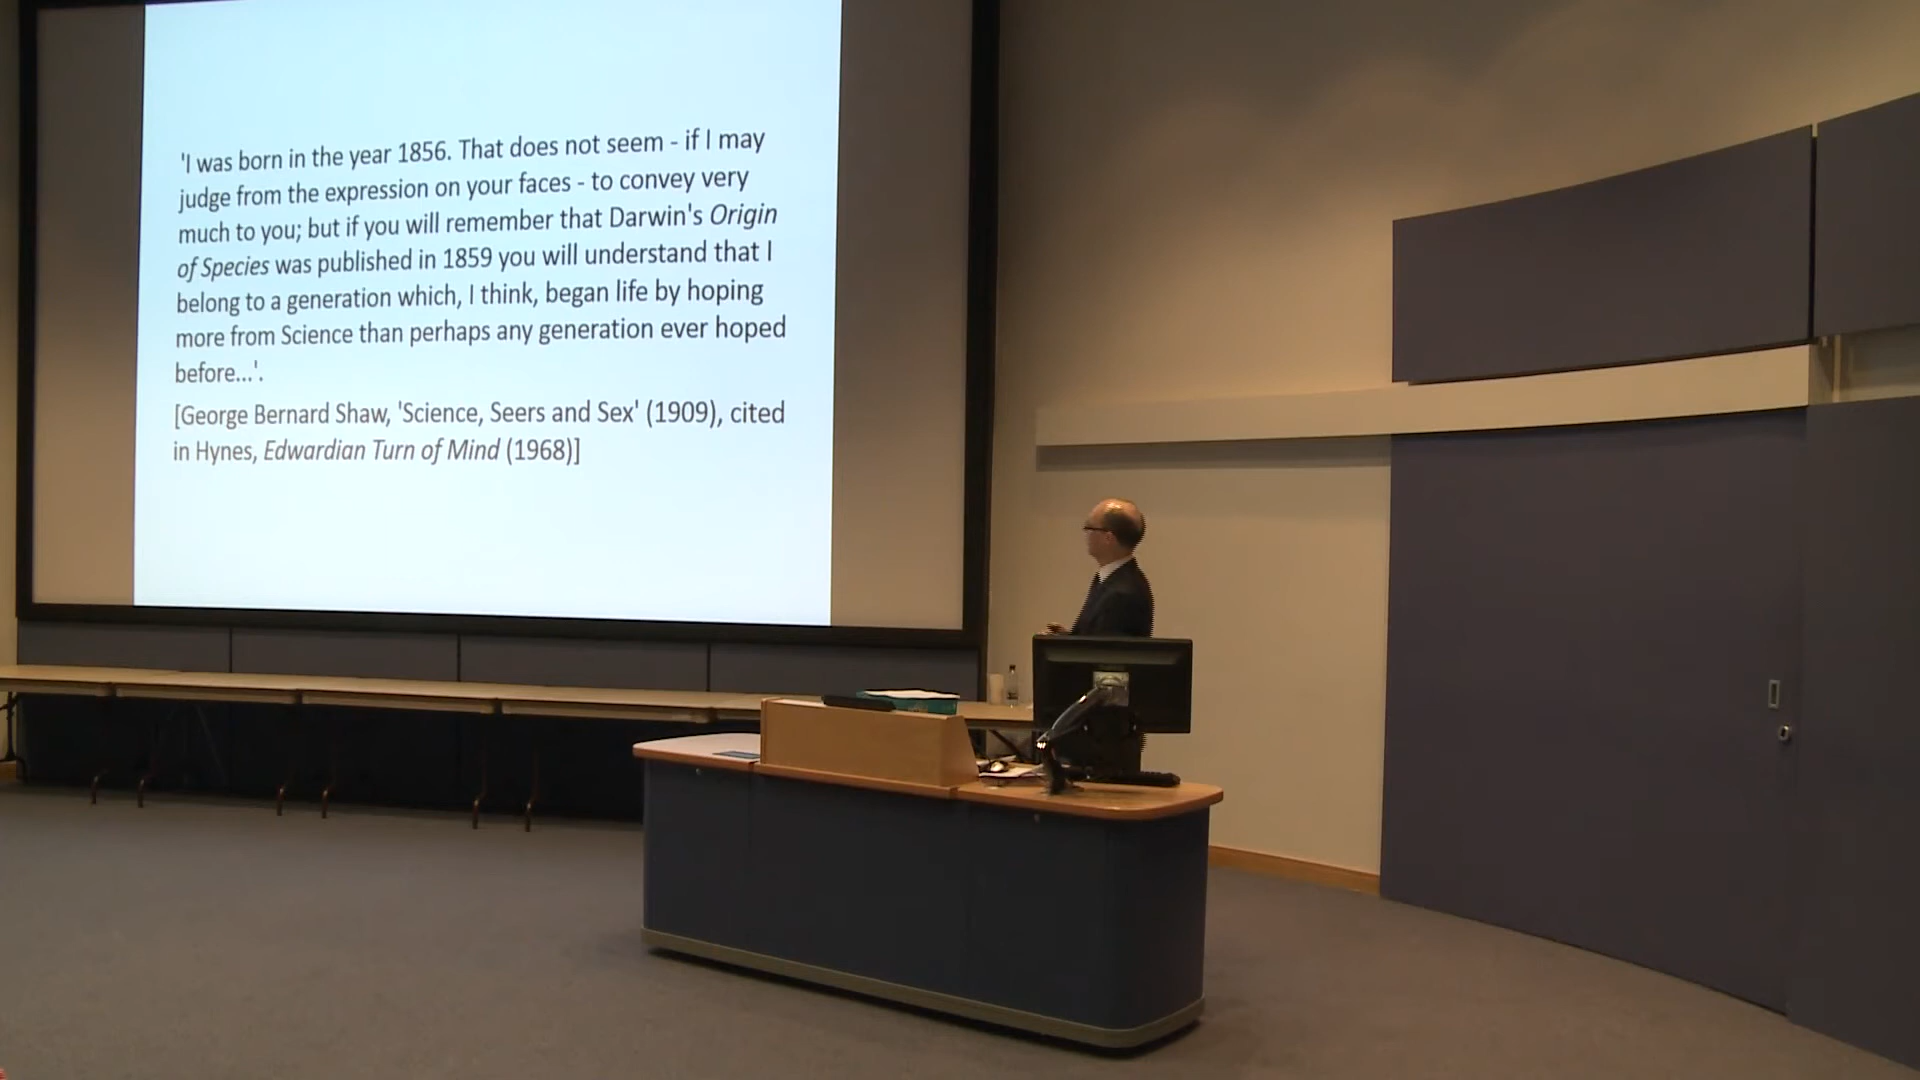 'I was born in the year 1856. That does not seem - if I may
judge from the expression on your faces - to convey very
much to you; but if you will remember that Darwin's Origin
of Species was published in 1859 you will understand that I
belong to a generation which, I think, began life by hoping
more from Science than perhaps any generation ever hoped
before...'.
[George Bernard Shaw, 'Science, Seers and Sex' (1909), cited
in Hynes, Edwardian Turn of Mind (1968)]